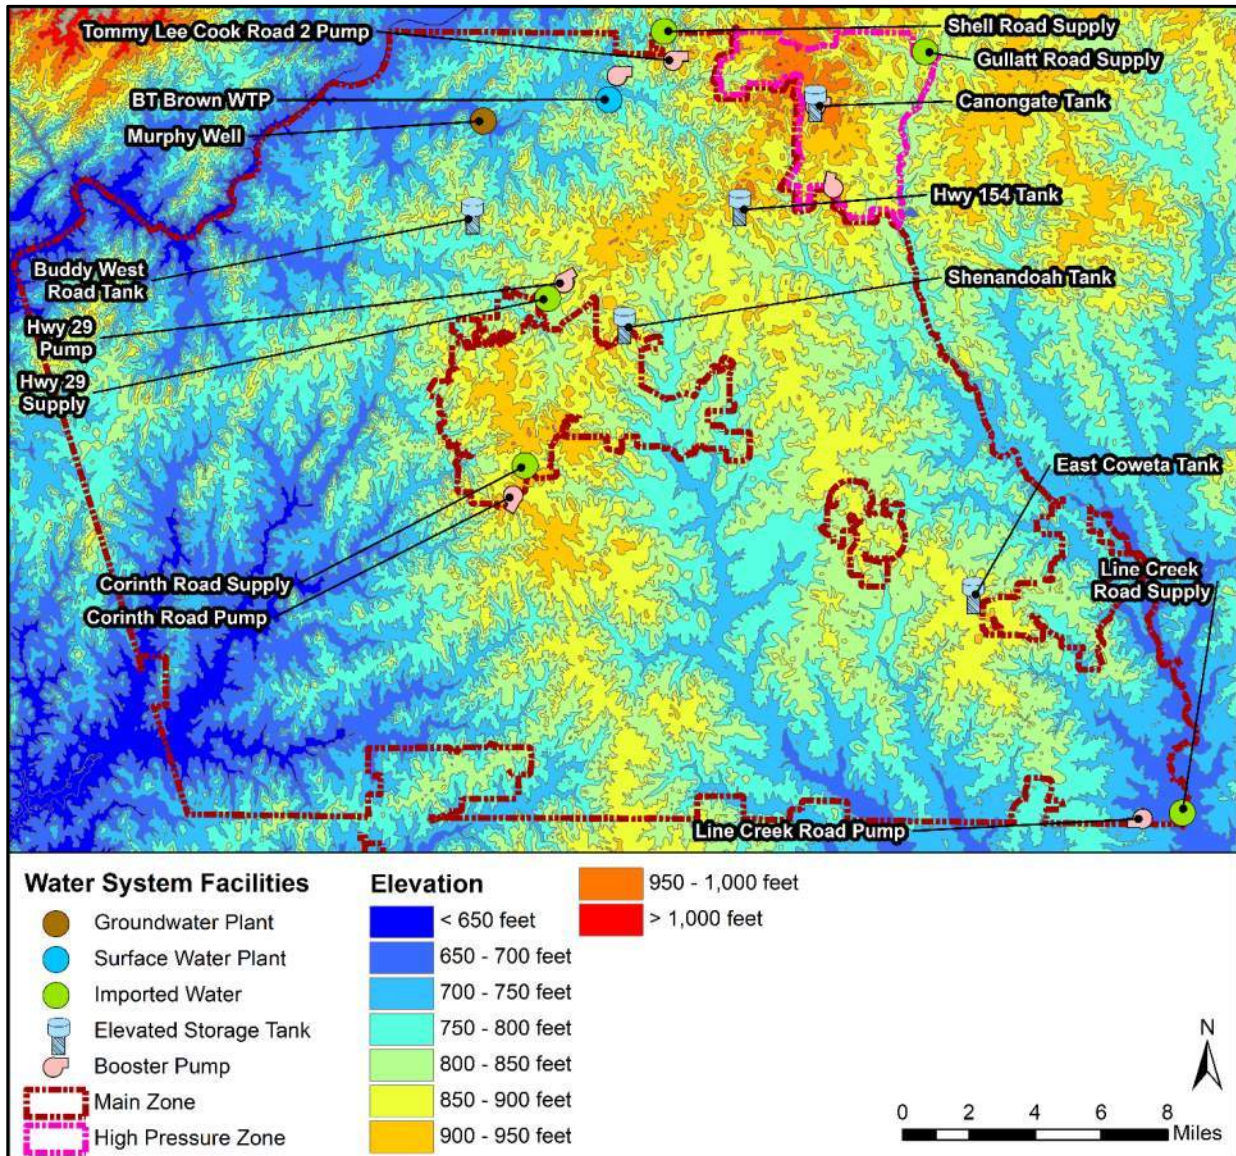 Tommy Lee Cook Road 2 Pump
Shell Road Supply
Gullatt Road Supply
BT Brown WTP
Canongate Tank
Murphy Well
Hwy 154 Tank
Buddy West
Road Tank
Shenandoah Tank
Hwy 29
Pump
Hwy 29
Supply
East Coweta Tank
Corinth Road Supply
Line Creek
Road Supply
Corinth Road Pump
Line Creek Road Pump
Water System Facilities
Groundwater Plant
Surface Water Plant
Imported Water
Elevated Storage Tank
Booster Pump
Main Zone
High Pressure Zone
Elevation
< 650 feet
650 - 700 feet
700 - 750 feet
750 - 800 feet
800 - 850 feet
850 - 900 feet
900 - 950 feet
950 - 1,000 feet
> 1,000 feet
N
0 2 4 6 8
Miles